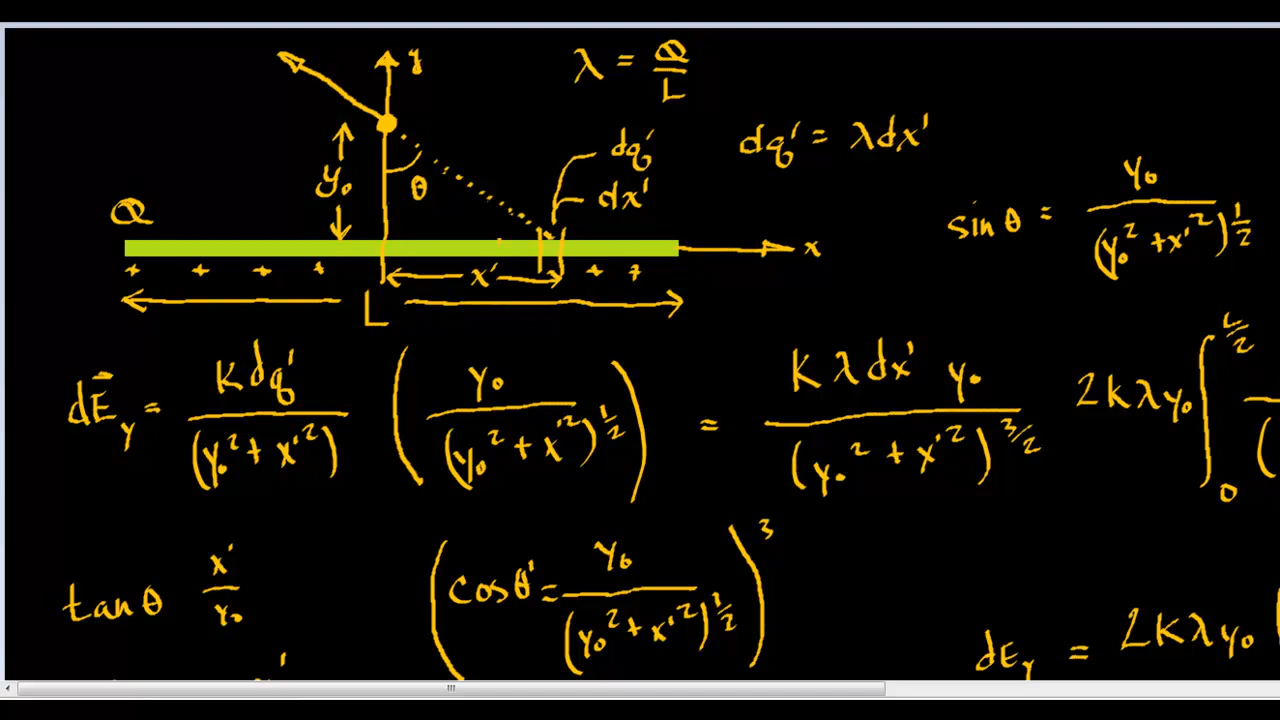 y
λ = Q/L
dq' = λdx'
dq'
dx'
y₀
θ
sin θ = y₀/(y₀² + x'²)^½
Q
x
+ + + + + +
x'
L
dE⃗y = K dq'/(y₀² + x'²) (y₀/(y₀² + x'²)^½) = K λ dx' y₀/(y₀² + x'²)^3/2
2Kλy₀ ∫₀^L/2
tan θ x'/y₀
(cos θ' = y₀/(y₀² + x'²)^½)³
dEy = 2Kλy₀